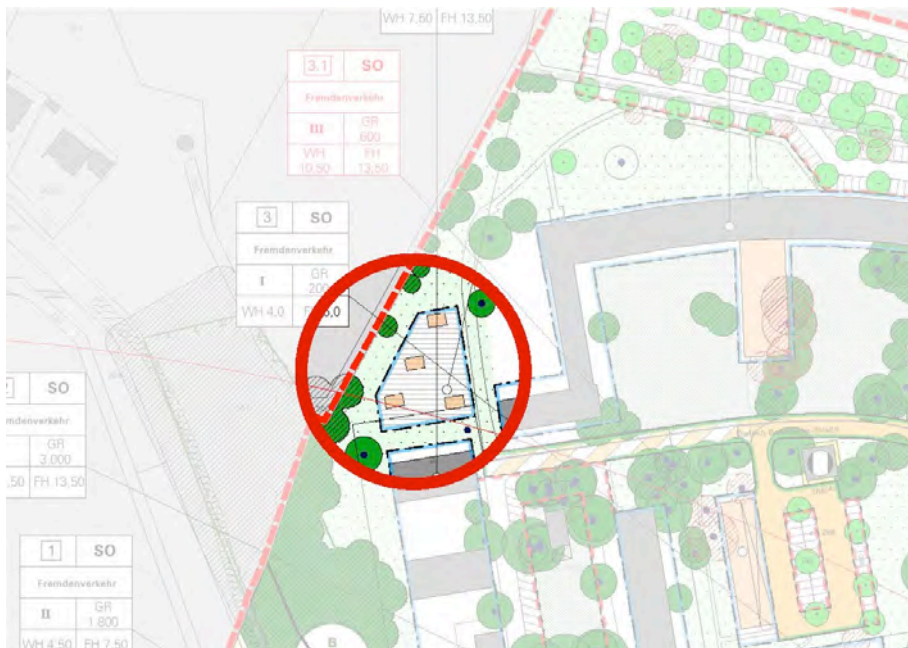 WH 7,50 FH 13,50
3.1 SO
Fremdenverkehr
III GR 600
WH 10,50 FH 13,50
3 SO
Fremdenverkehr
I GR 200
WH 4,0
SO
GR 3.000
FH 13,50
1 SO
Fremdenverkehr
II GR 1 800
WH 4,50 FH 7,50
B